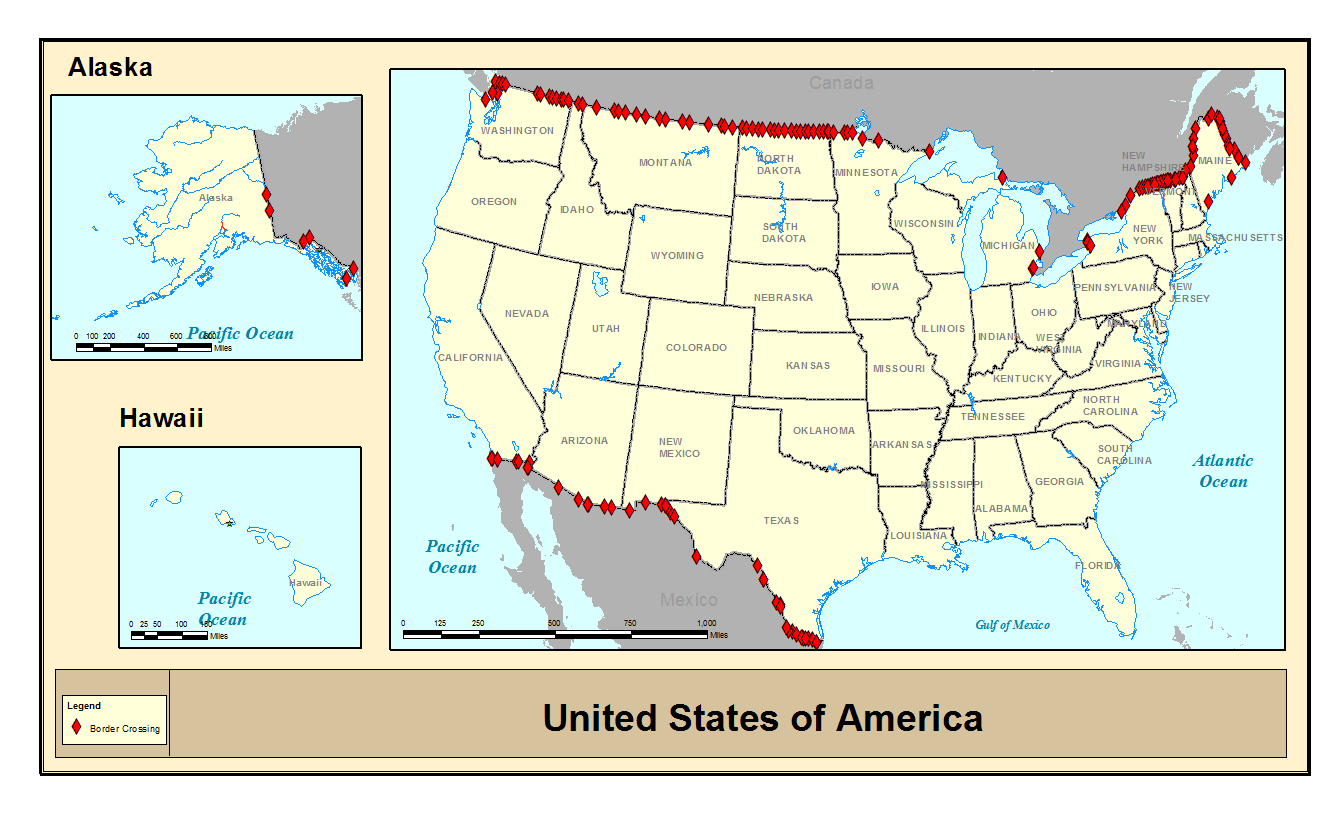 Alaska
Alaska
Pacific Ocean
0 100 200 400 600 800
Miles
Hawaii
Hawaii
Pacific
Ocean
0 25 50 100 150
Miles
Canada
WASHINGTON
MONTANA
NORTH
DAKOTA
MINNESOTA
NEW
HAMPSHIRE
MAINE
VERMONT
OREGON
IDAHO
SOUTH
DAKOTA
WISCONSIN
MICHIGAN
NEW
YORK
MASSACHUSETTS
WYOMING
NEBRASKA
IOWA
PENNSYLVANIA
NEW
JERSEY
NEVADA
UTAH
COLORADO
ILLINOIS
INDIANA
OHIO
WEST
VIRGINIA
MARYLAND
CALIFORNIA
KANSAS
MISSOURI
KENTUCKY
VIRGINIA
ARIZONA
NEW
MEXICO
OKLAHOMA
ARKANSAS
TENNESSEE
NORTH
CAROLINA
SOUTH
CAROLINA
TEXAS
LOUISIANA
MISSISSIPPI
ALABAMA
GEORGIA
FLORIDA
Atlantic
Ocean
Pacific
Ocean
Mexico
Gulf of Mexico
0 125 250 500 750 1,000
Miles
Legend
Border Crossing
United States of America